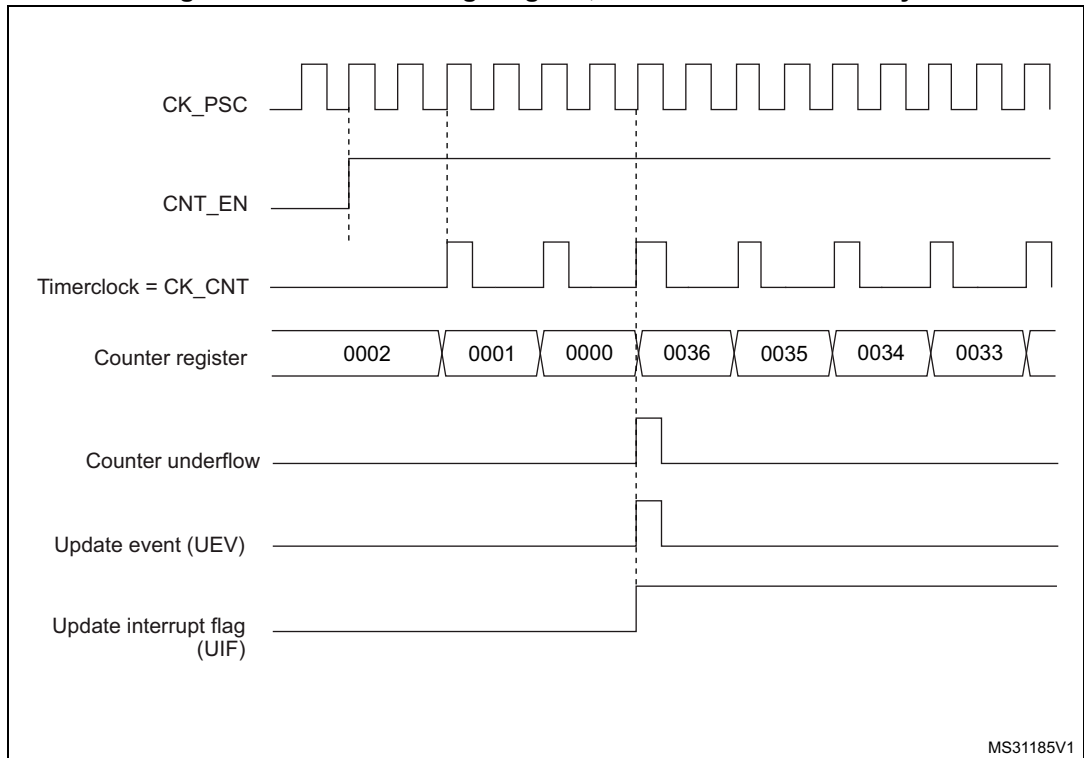 CK_PSC
CNT_EN
Timerclock = CK_CNT
Counter register
0002 0001 0000 0036 0035 0034 0033
Counter underflow
Update event (UEV)
Update interrupt flag
(UIF)
MS31185V1